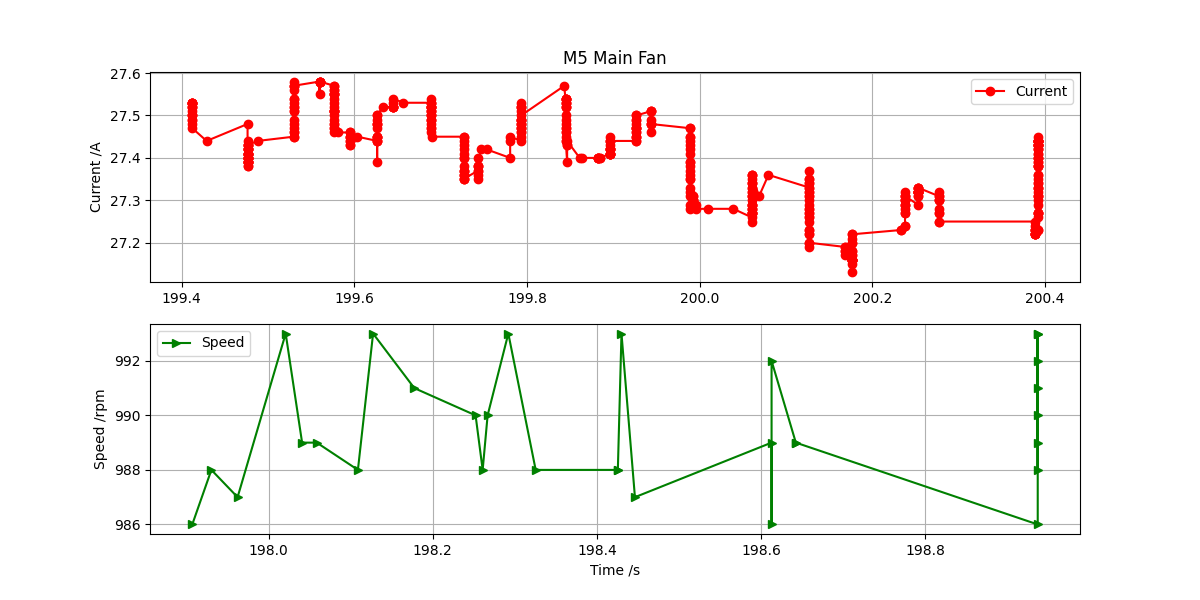 M5 Main Fan
Current /A
27.6
27.5
27.4
27.3
27.2
Current
199.4 199.6 199.8 200.0 200.2 200.4
Speed /rpm
992
990
988
986
Speed
198.0 198.2 198.4 198.6 198.8
Time /s